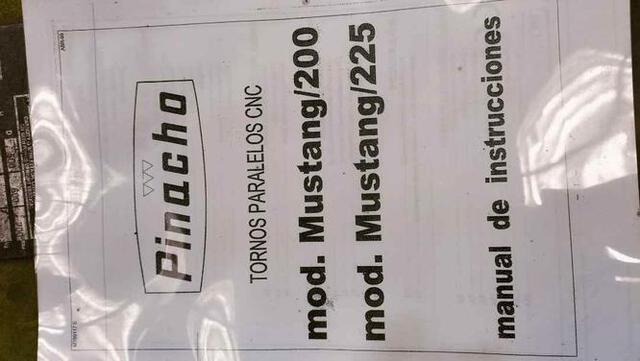 Pinacho
TORNOS PARALELOS CNC
mod. Mustang/200
mod. Mustang/225
manual de instrucciones